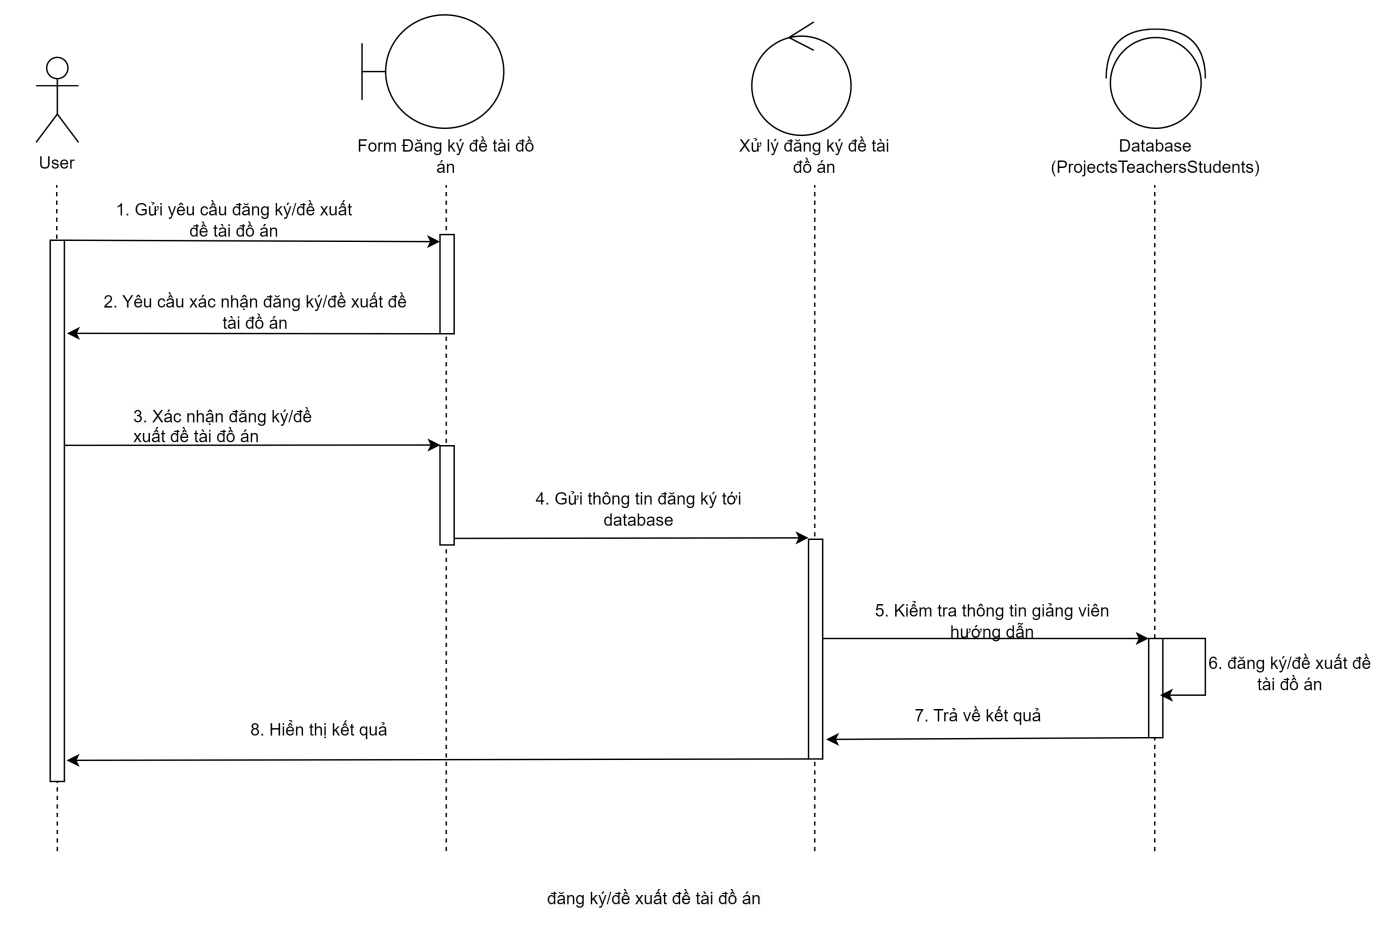 User
Form Đăng ký đề tài đồ
án
Xử lý đăng ký đề tài
đồ án
Database
(ProjectsTeachersStudents)
1. Gửi yêu cầu đăng ký/đề xuất
đề tài đồ án
2. Yêu cầu xác nhận đăng ký/đề xuất đề
tài đồ án
3. Xác nhận đăng ký/đề
xuất đề tài đồ án
4. Gửi thông tin đăng ký tới
database
5. Kiểm tra thông tin giảng viên
hướng dẫn
6. đăng ký/đề xuất đề
tài đồ án
7. Trả về kết quả
8. Hiển thị kết quả
đăng ký/đề xuất đề tài đồ án